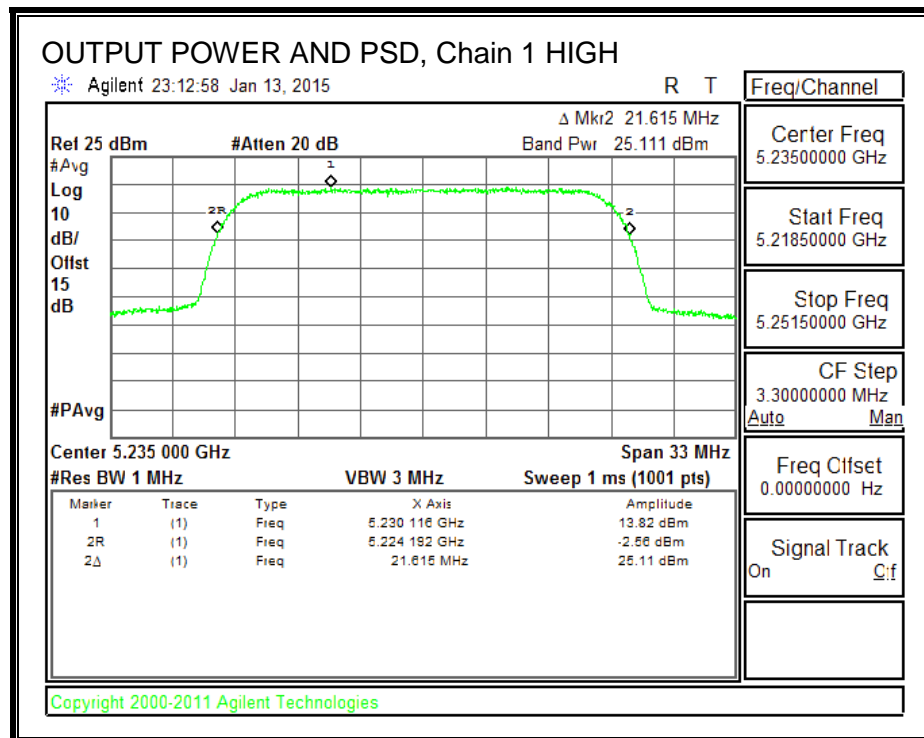 OUTPUT POWER AND PSD, Chain 1 HIGH
Agilent 23:12:58 Jan 13, 2015 R T
Δ Mkr2 21.615 MHz
Ref 25 dBm #Atten 20 dB Band Pwr 25.111 dBm
#Avg
Log
10
dB/
Offst
15
dB
#PAvg
1
2R
2
Center 5.235 000 GHz Span 33 MHz
#Res BW 1 MHz VBW 3 MHz Sweep 1 ms (1001 pts)
Marker Trace Type X Axis Amplitude
1 (1) Freq 5.230 116 GHz 13.82 dBm
2R (1) Freq 5.224 192 GHz -2.56 dBm
2Δ (1) Freq 21.615 MHz 25.11 dBm
Freq/Channel
Center Freq
5.23500000 GHz
Start Freq
5.21850000 GHz
Stop Freq
5.25150000 GHz
CF Step
3.30000000 MHz
Auto Man
Freq Offset
0.00000000 Hz
Signal Track
On Off
Copyright 2000-2011 Agilent Technologies